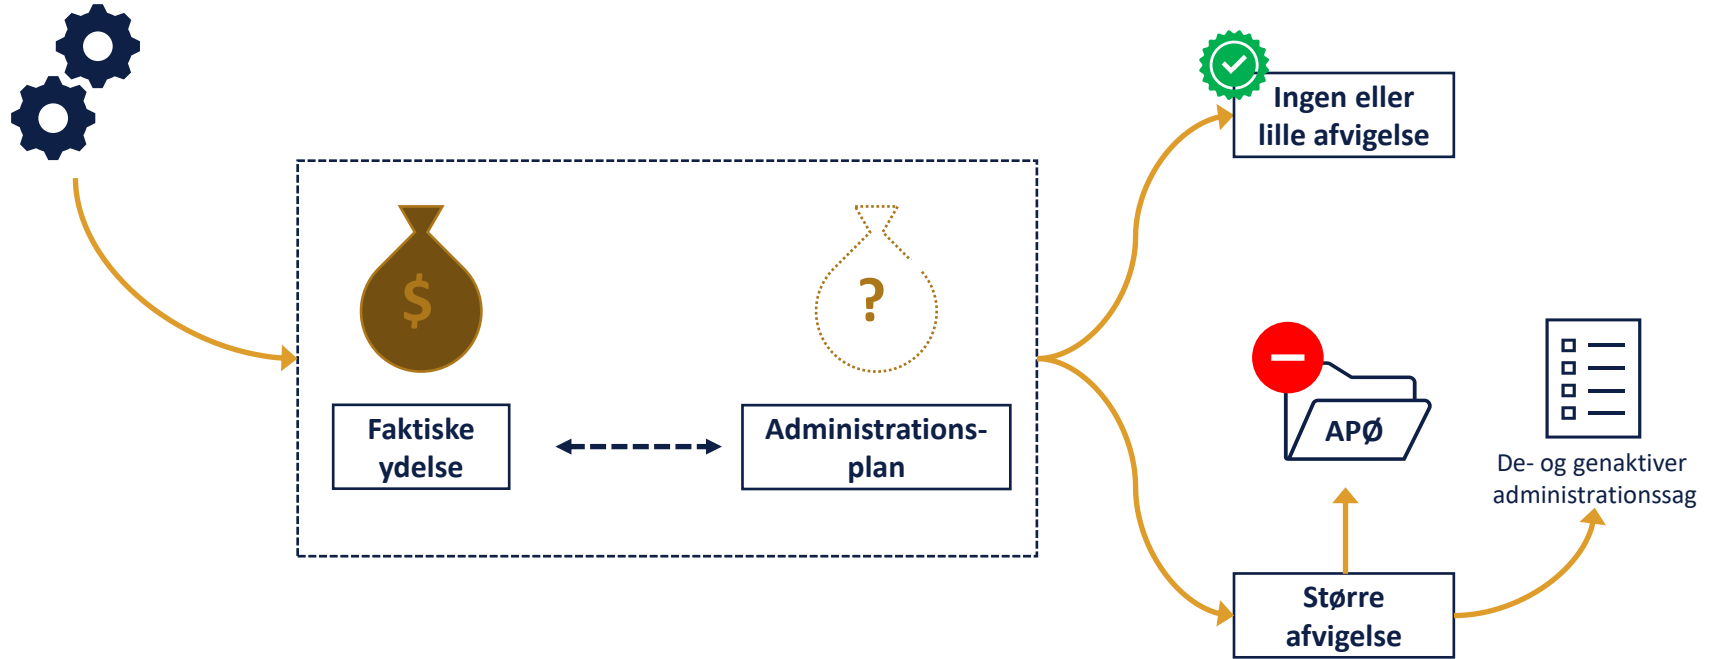 Ingen eller
lille afvigelse
$
?
Faktiske
ydelse
Administrations-
plan
APØ
De- og genaktiver
administrationssag
Større
afvigelse